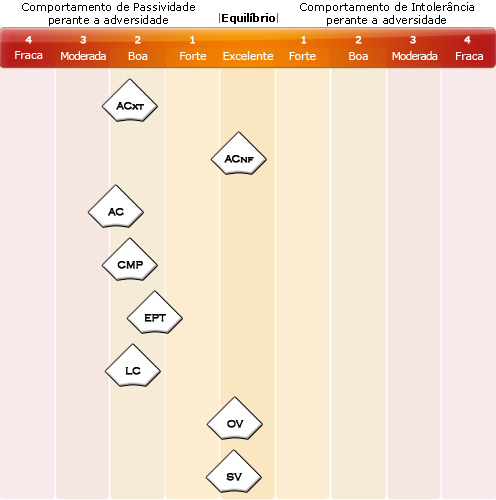 Comportamento de Passividade
perante a adversidade
|Equilíbrio|
Comportamento de Intolerância
perante a adversidade
4 3 2 1 1 2 3 4
Fraca Moderada Boa Forte Excelente Forte Boa Moderada Fraca
ACXT
ACNF
AC
CMP
EPT
LC
OV
SV